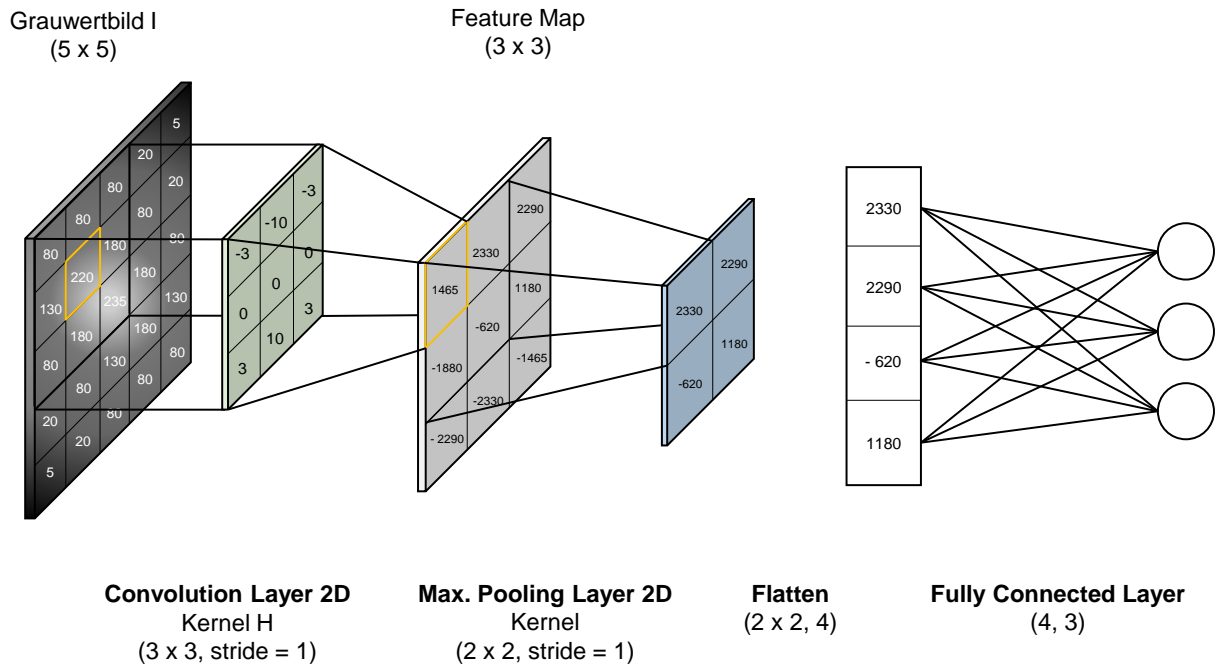 Grauwertbild I
(5 x 5)
Feature Map
(3 x 3)
80 80 80 20 5
130 220 180 80 20
80 180 235 180 80
20 80 130 180 130
5 20 80 80 80
-3 -10 -3
0 0 0
3 10 3
1465 2330 2290
-1880 -620 1180
- 2290 -2330 -1465
2330 2290
-620 1180
2330
2290
- 620
1180
Convolution Layer 2D
Kernel H
(3 x 3, stride = 1)
Max. Pooling Layer 2D
Kernel
(2 x 2, stride = 1)
Flatten
(2 x 2, 4)
Fully Connected Layer
(4, 3)